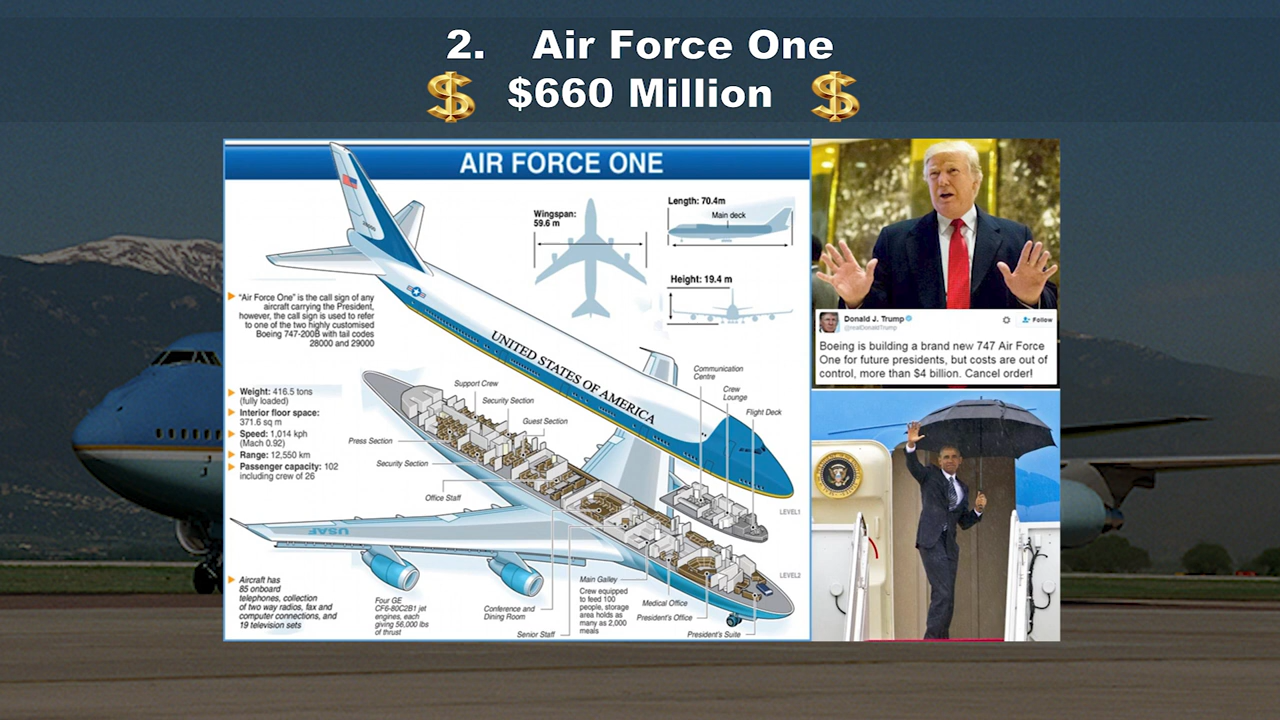 2. Air Force One
$660 Million
AIR FORCE ONE
Wingspan:
59.6 m
Length: 70.4m
Main deck
Height: 19.4 m
"Air Force One" is the call sign of any
aircraft carrying the President,
however, the call sign is used to refer
to one of the two highly customised
Boeing 747-200B with tail codes
28000 and 29000
UNITED STATES OF AMERICA
Weight: 416.5 tons
(fully loaded)
Interior floor space:
371.6 sq m
Speed: 1,014 kph
(Mach 0.92)
Range: 12,550 km
Passenger capacity: 102
including crew of 26
Support Crew
Security Section
Guest Section
Press Section
Security Section
Office Staff
Communication
Centre
Crew
Lounge
Flight Deck
LEVEL1
LEVEL2
USAF
Aircraft has
85 onboard
telephones, collection
of two way radios, fax and
computer connections, and
19 television sets
Four GE
CF6-80C2B1 jet
engines, each
giving 56,000 lbs
of thrust
Conference and
Dining Room
Senior Staff
Main Galley
Crew equipped
to feed 100
people, storage
area holds as
many as 2,000
meals
Medical Office
President's Office
President's Suite
Donald J. Trump
@realDonaldTrump
Follow
Boeing is building a brand new 747 Air Force
One for future presidents, but costs are out of
control, more than $4 billion. Cancel order!